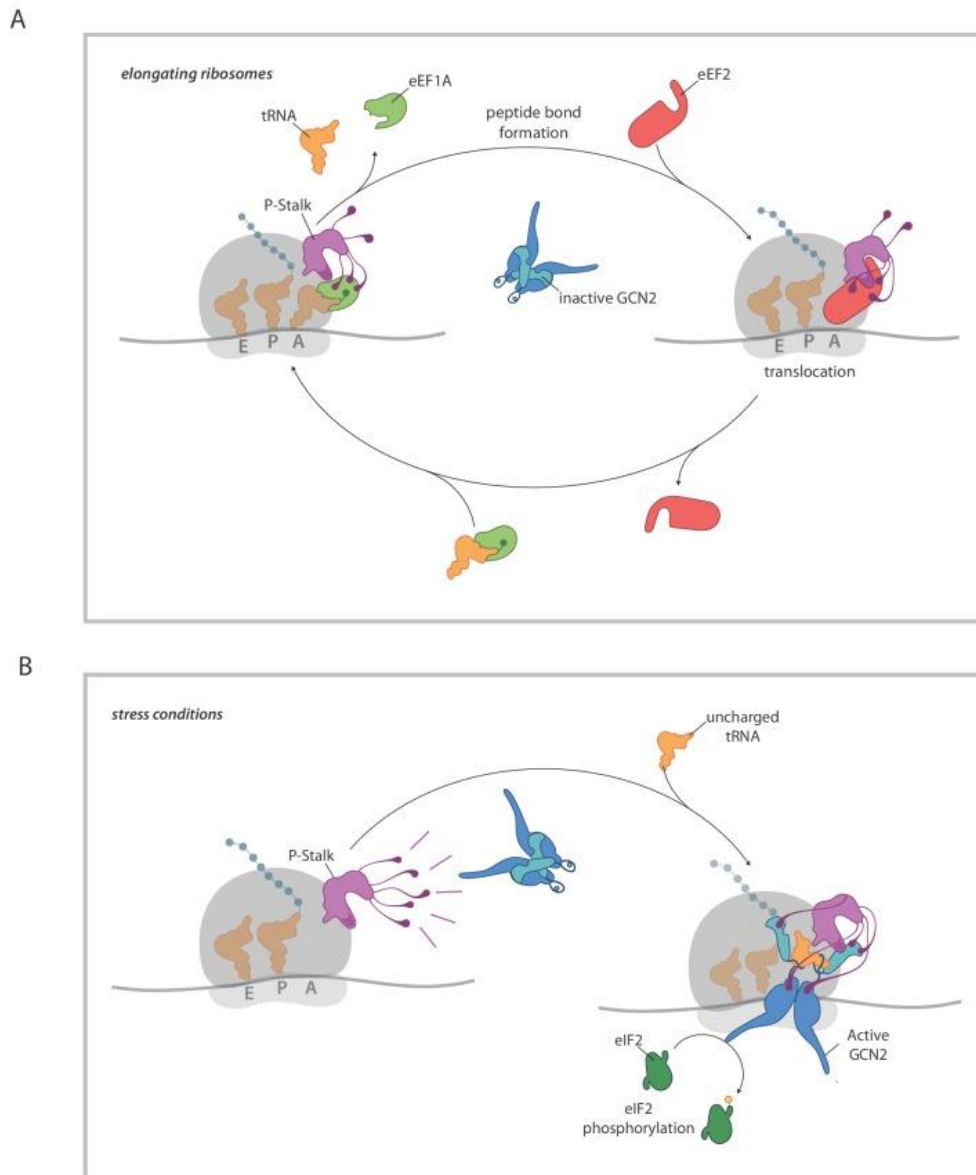 A
elongating ribosomes
eEF1A
tRNA
eEF2
peptide bond
formation
P-Stalk
inactive GCN2
E P A
E P A
translocation
B
stress conditions
uncharged
tRNA
P-Stalk
E P A
eIF2
Active
GCN2
eIF2
phosphorylation